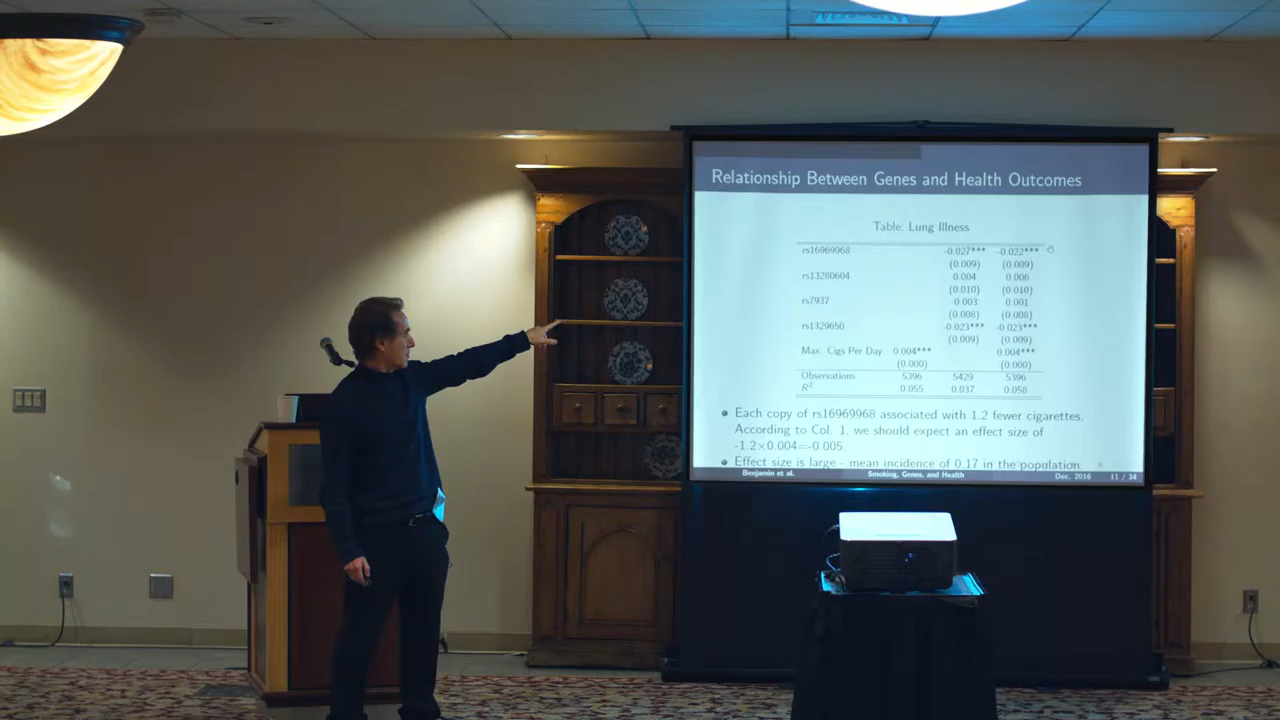 Relationship Between Genes and Health Outcomes
Table: Lung Illness
rs16969968 -0.027*** -0.022***
(0.009) (0.009)
rs13280604 0.004 0.006
(0.010) (0.010)
rs7937 -0.003 0.001
(0.008) (0.008)
rs1329650 -0.023*** -0.023***
(0.009) (0.009)
Max. Cigs Per Day 0.004*** 0.004***
(0.000) (0.000)
Observations 5396 5429 5396
R² 0.055 0.037 0.058
Each copy of rs16969968 associated with 1.2 fewer cigarettes.
According to Col. 1, we should expect an effect size of
-1.2×0.004=-0.005
Effect size is large - mean incidence of 0.17 in the population.
Benjamin et al. Smoking, Genes, and Health Dec. 2016 11 / 34